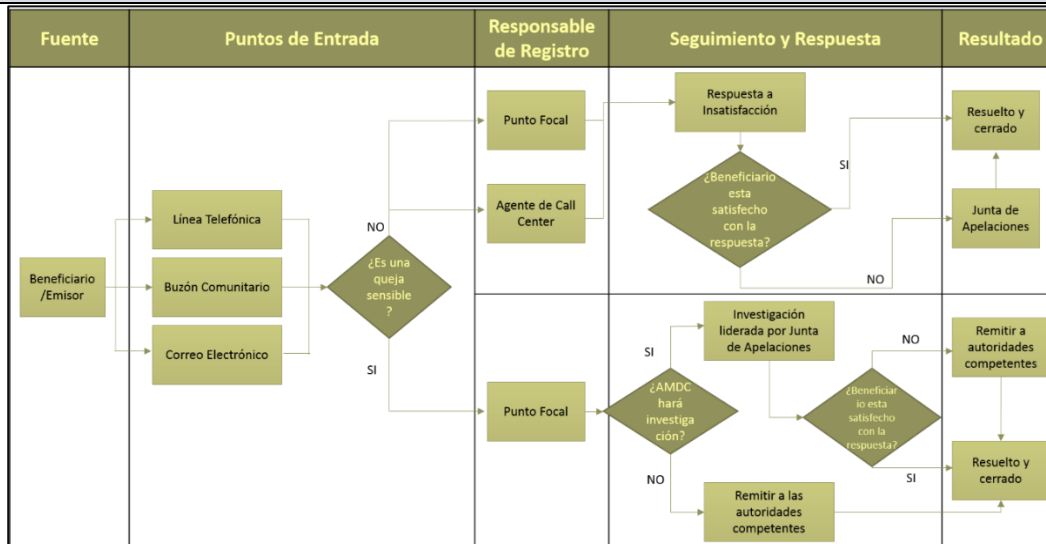 Fuente
Puntos de Entrada
Responsable
de Registro
Seguimiento y Respuesta
Resultado
Beneficiario
/Emisor
Línea Telefónica
Buzón Comunitario
Correo Electrónico
¿Es una
queja
sensible
?
NO
SI
Punto Focal
Agente de Call
Center
Respuesta a
Insatisfacción
¿Beneficiario
esta
satisfecho
con la
respuesta?
SI
NO
Resuelto y
cerrado
Junta de
Apelaciones
Punto Focal
¿AMDC
hará
investiga
ción?
SI
NO
Investigación
liderada por Junta
de Apelaciones
Remitir a las
autoridades
competentes
¿Beneficiar
io esta
satisfecho
con la
respuesta?
NO
SI
Remitir a
autoridades
competentes
Resuelto y
cerrado